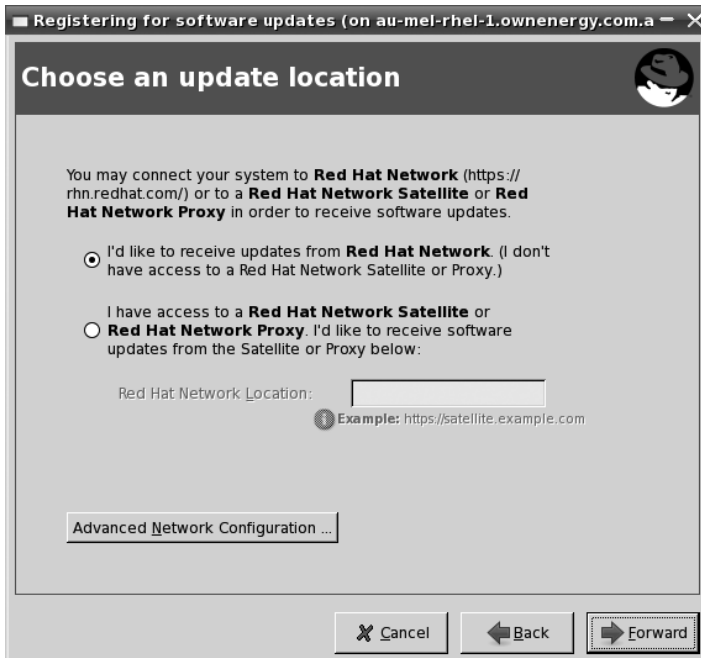 Registering for software updates (on au-mel-rhel-1.ownenergy.com.a
Choose an update location
You may connect your system to Red Hat Network (https://
rhn.redhat.com/) or to a Red Hat Network Satellite or Red
Hat Network Proxy in order to receive software updates.
I'd like to receive updates from Red Hat Network. (I don't
have access to a Red Hat Network Satellite or Proxy.)
I have access to a Red Hat Network Satellite or
Red Hat Network Proxy. I'd like to receive software
updates from the Satellite or Proxy below:
Red Hat Network Location:
Example: https://satellite.example.com
Advanced Network Configuration ...
Cancel Back Forward